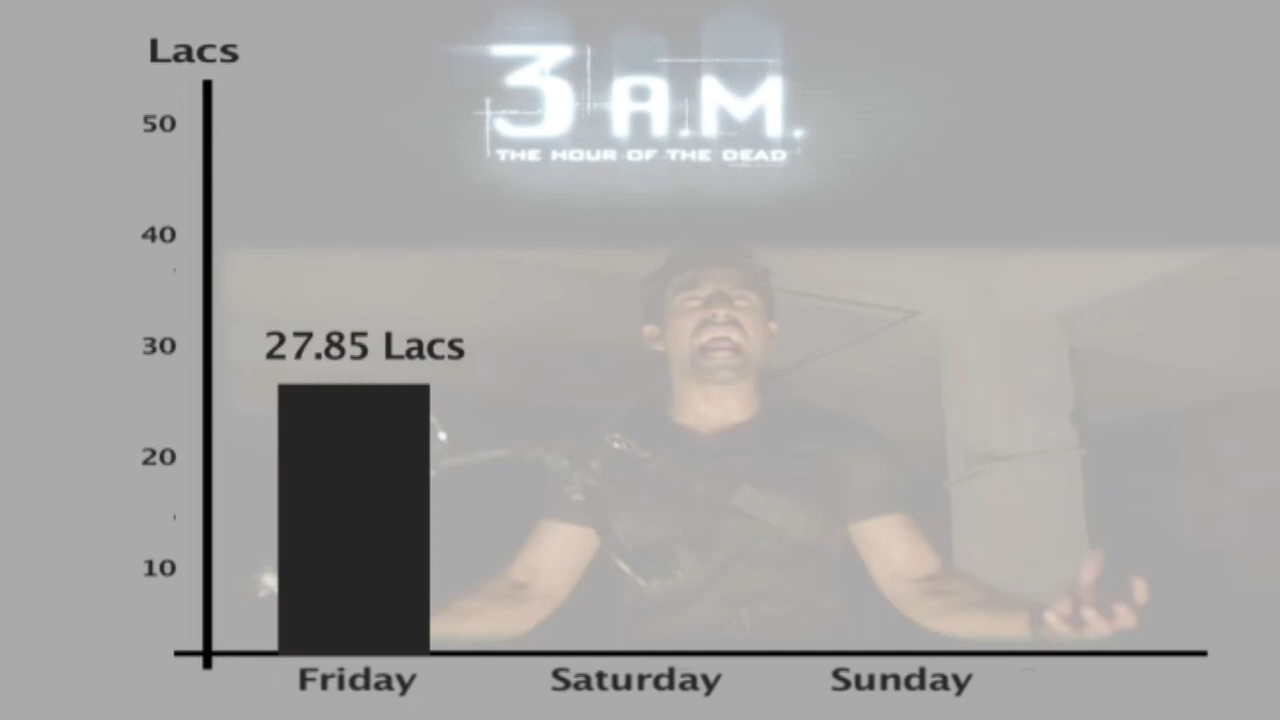 Lacs
3 A.M.
THE HOUR OF THE DEAD
50
40
30
27.85 Lacs
20
10
Friday Saturday Sunday